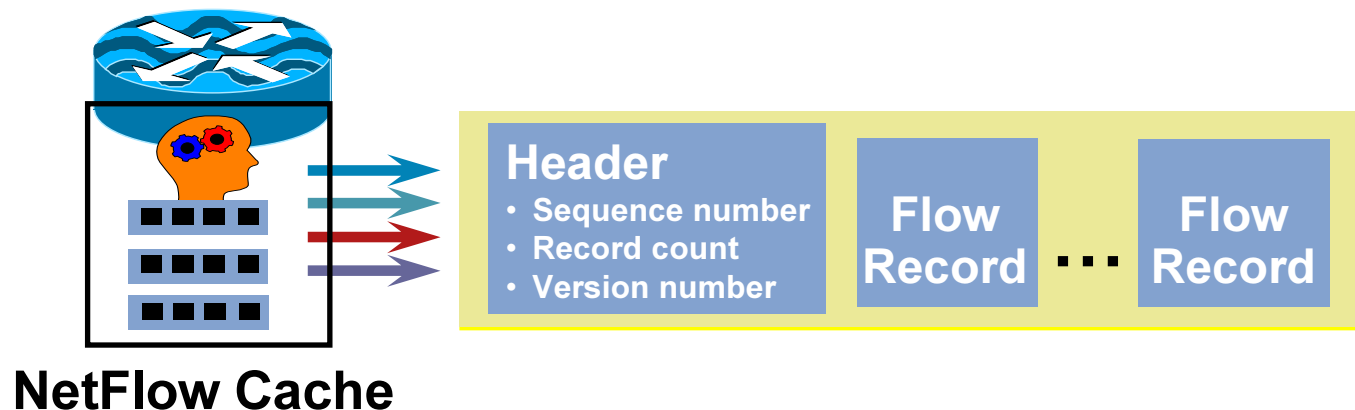 Header
• Sequence number
• Record count
• Version number
Flow
Record
...
Flow
Record
NetFlow Cache